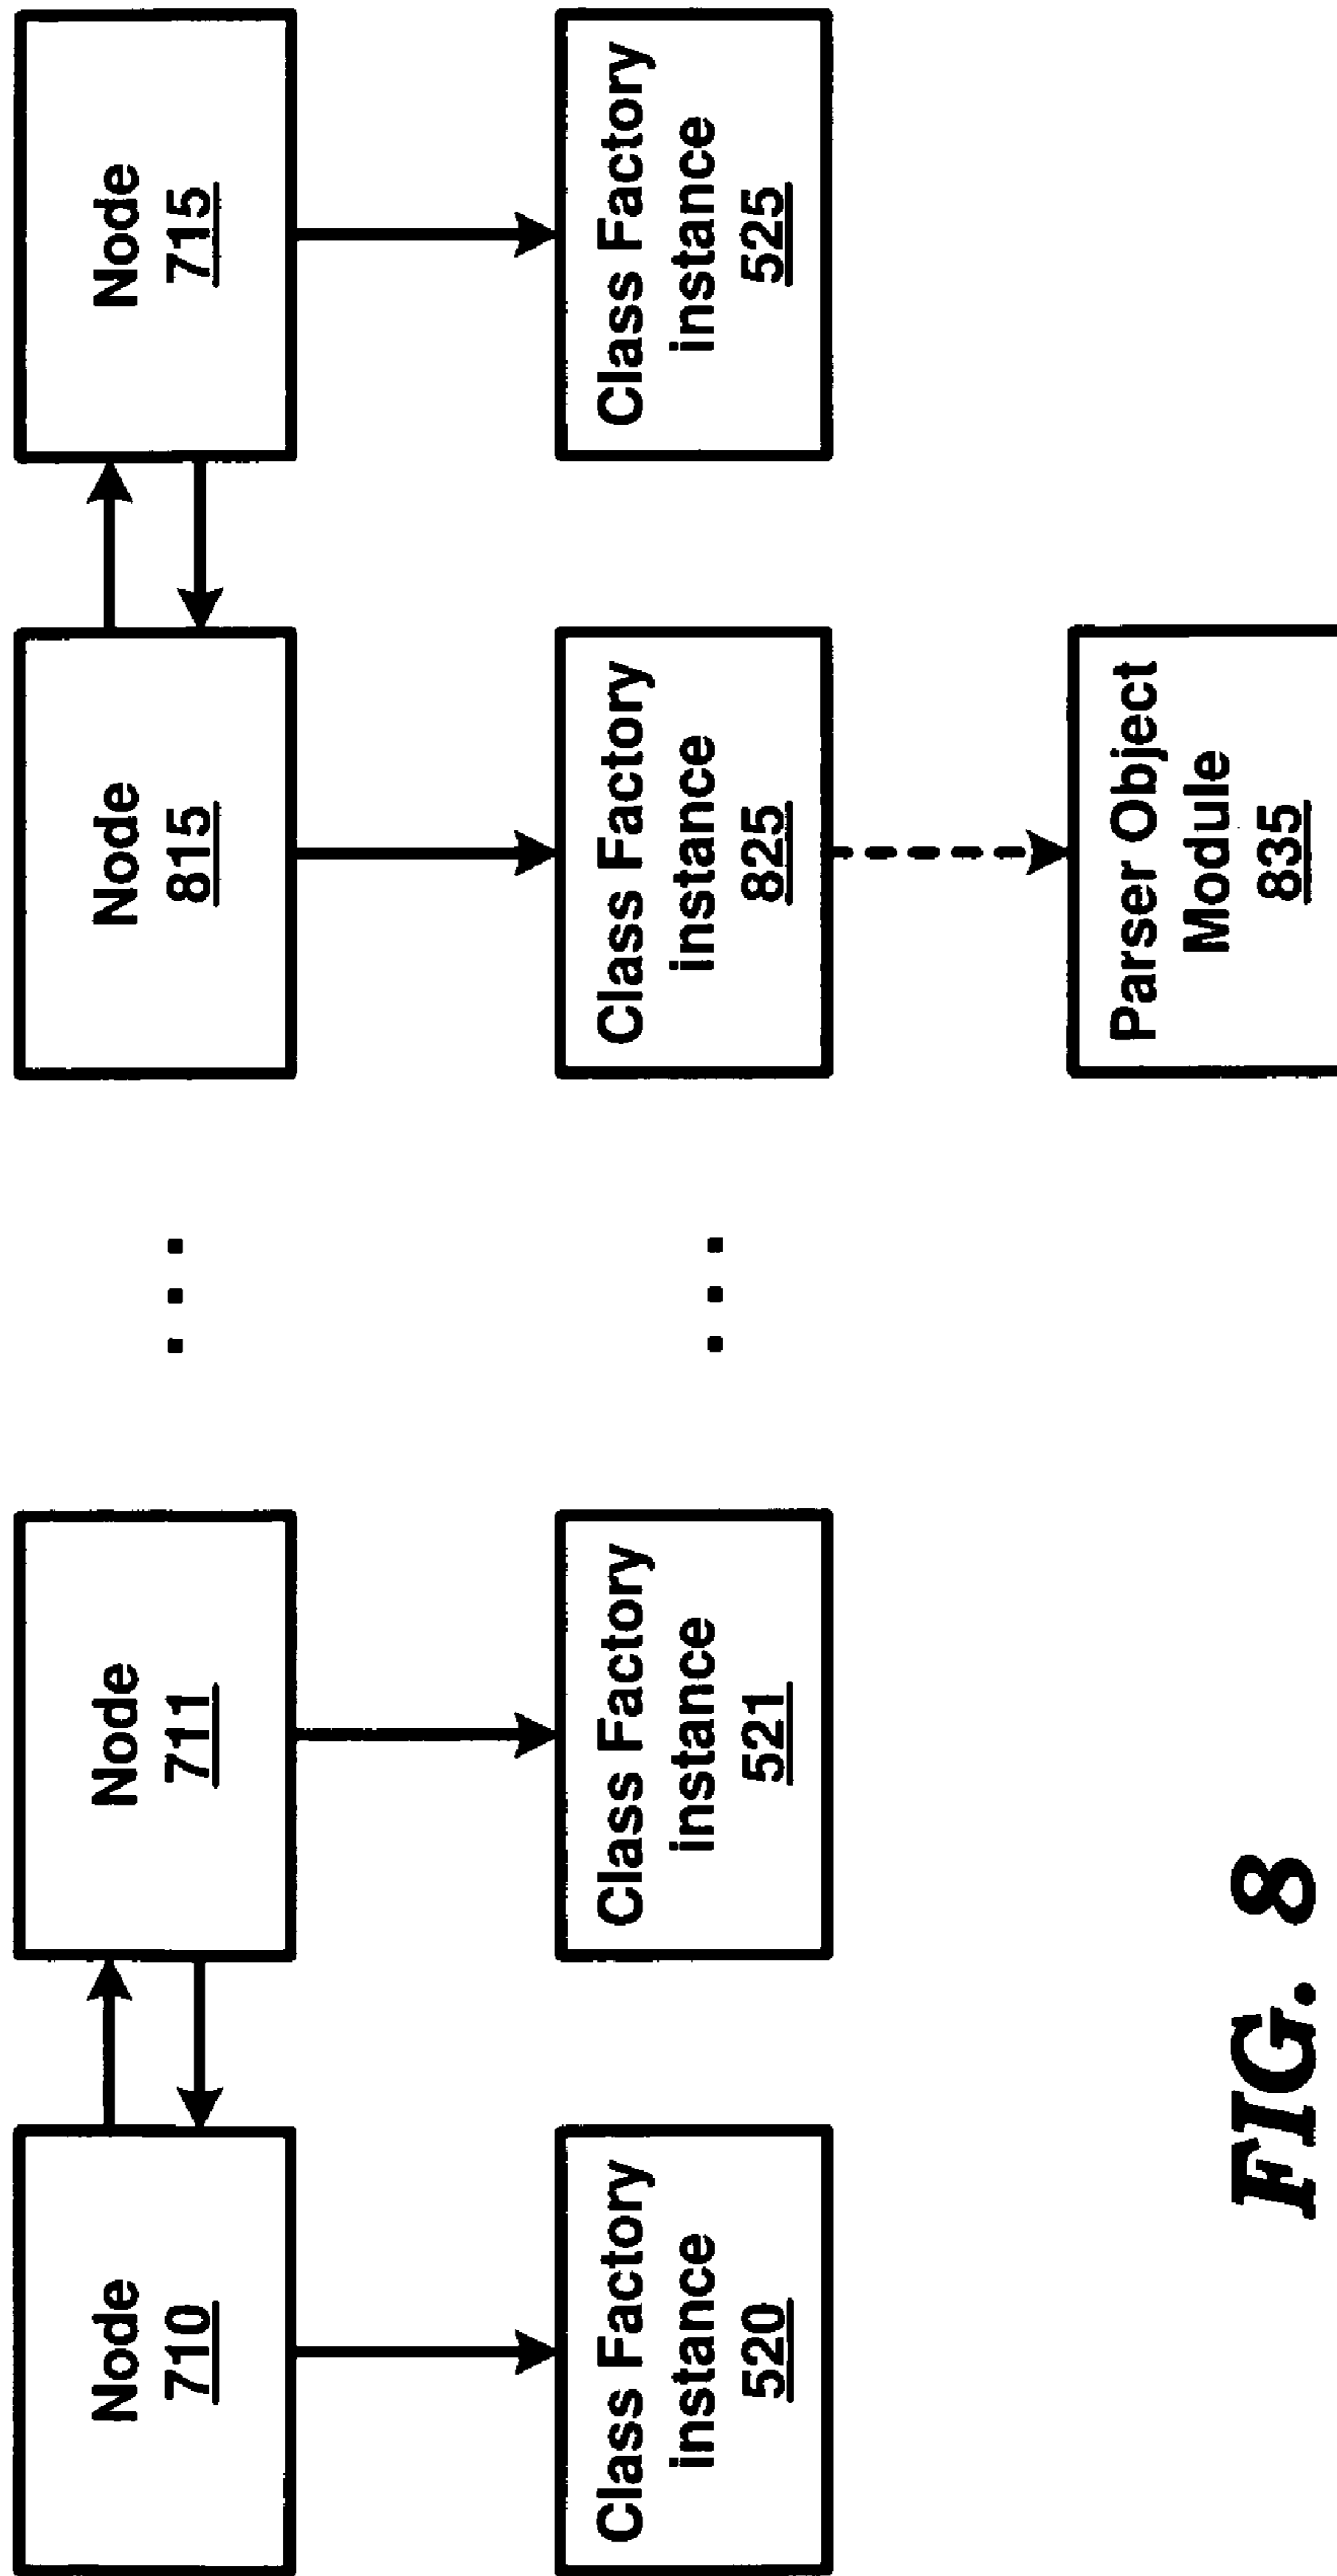 Node
710
Node
711
. . .
Node
815
Node
715
Class Factory
instance
520
Class Factory
instance
521
. . .
Class Factory
instance
825
Class Factory
instance
525
Parser Object
Module
835
FIG. 8